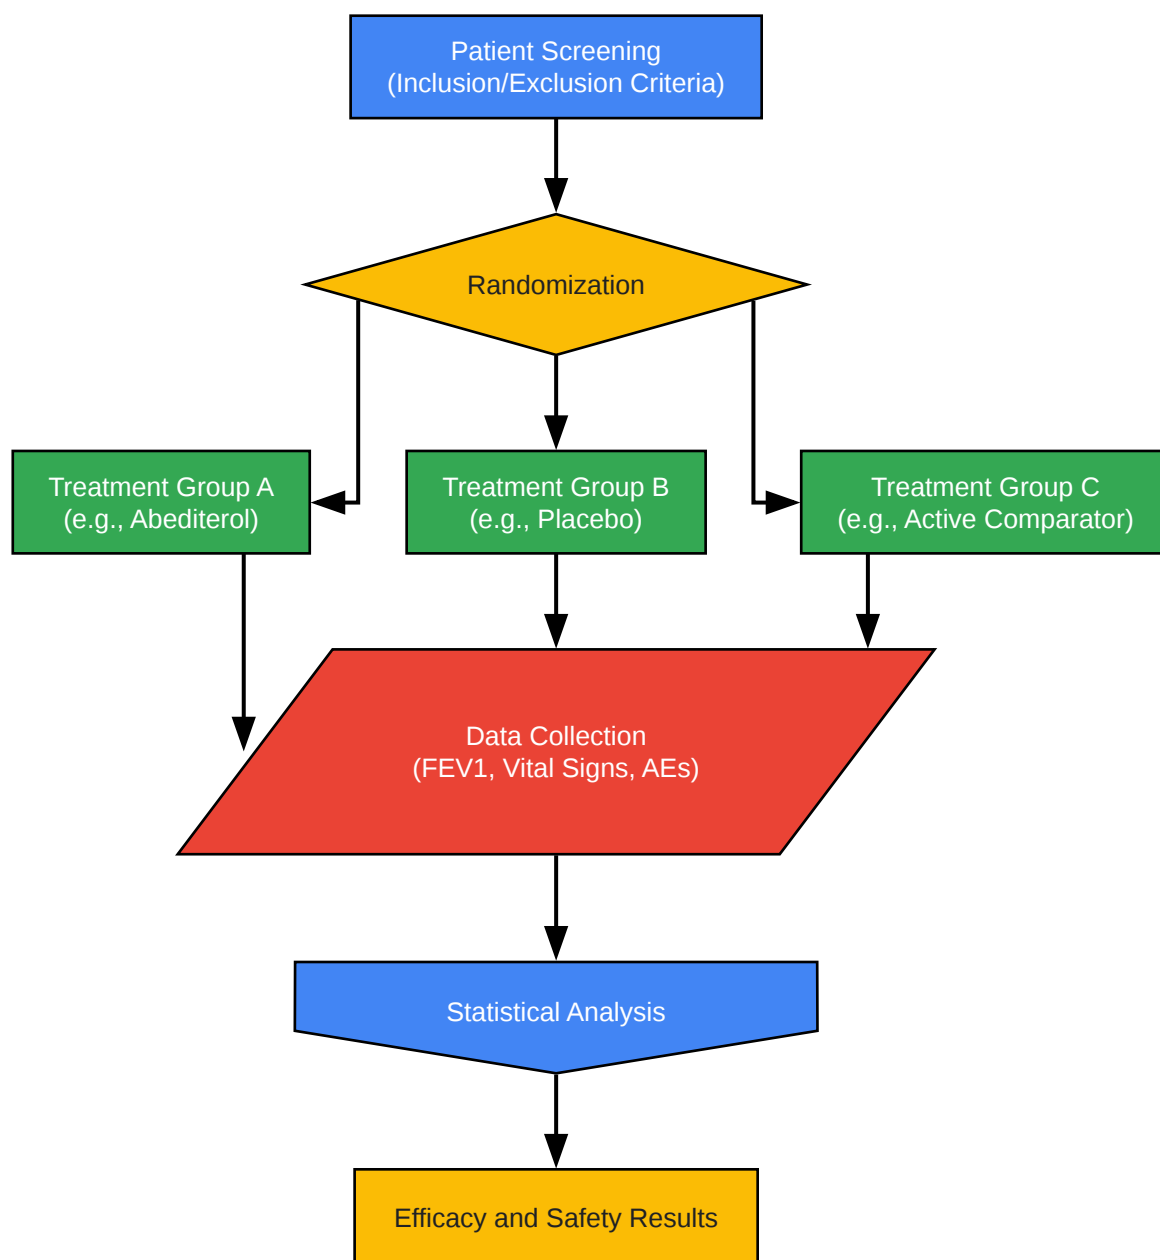 Patient Screening
(Inclusion/Exclusion Criteria)
Randomization
Treatment Group A
(e.g., Abediterol)
Treatment Group B
(e.g., Placebo)
Treatment Group C
(e.g., Active Comparator)
Data Collection
(FEV1, Vital Signs, AEs)
Statistical Analysis
Efficacy and Safety Results